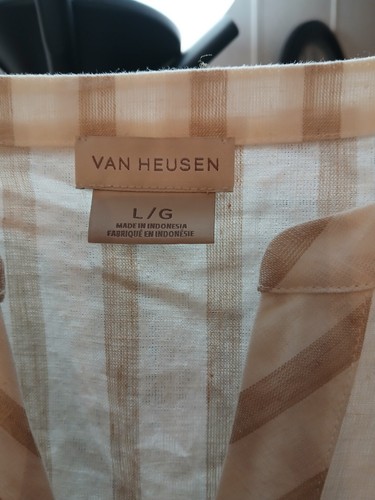 VAN HEUSEN
L/G
MADE IN INDONESIA
FABRIQUÉ EN INDONÉSIE